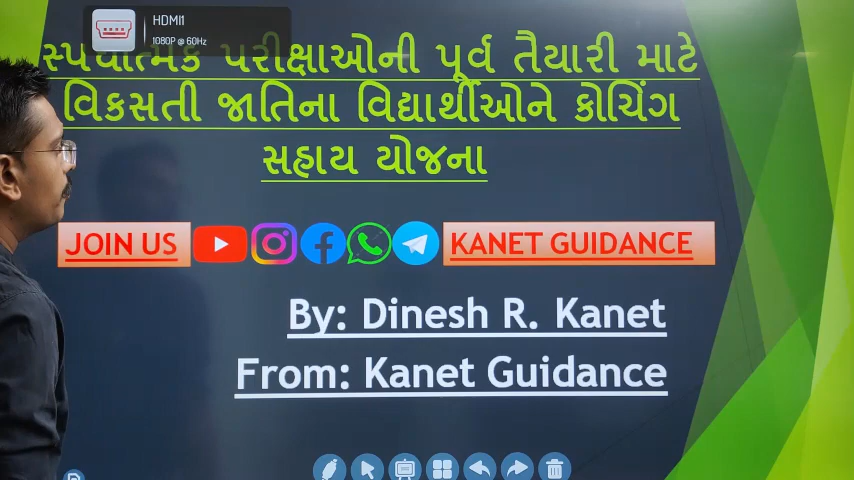 HDMI1
1080P @ 60Hz
સ્પર્ધાત્મક પરીક્ષાઓની પૂર્વ તૈયારી માટે
વિકસતી જાતિના વિદ્યાર્થીઓને કોચિંગ
સહાય યોજના
JOIN US KANET GUIDANCE
By: Dinesh R. Kanet
From: Kanet Guidance